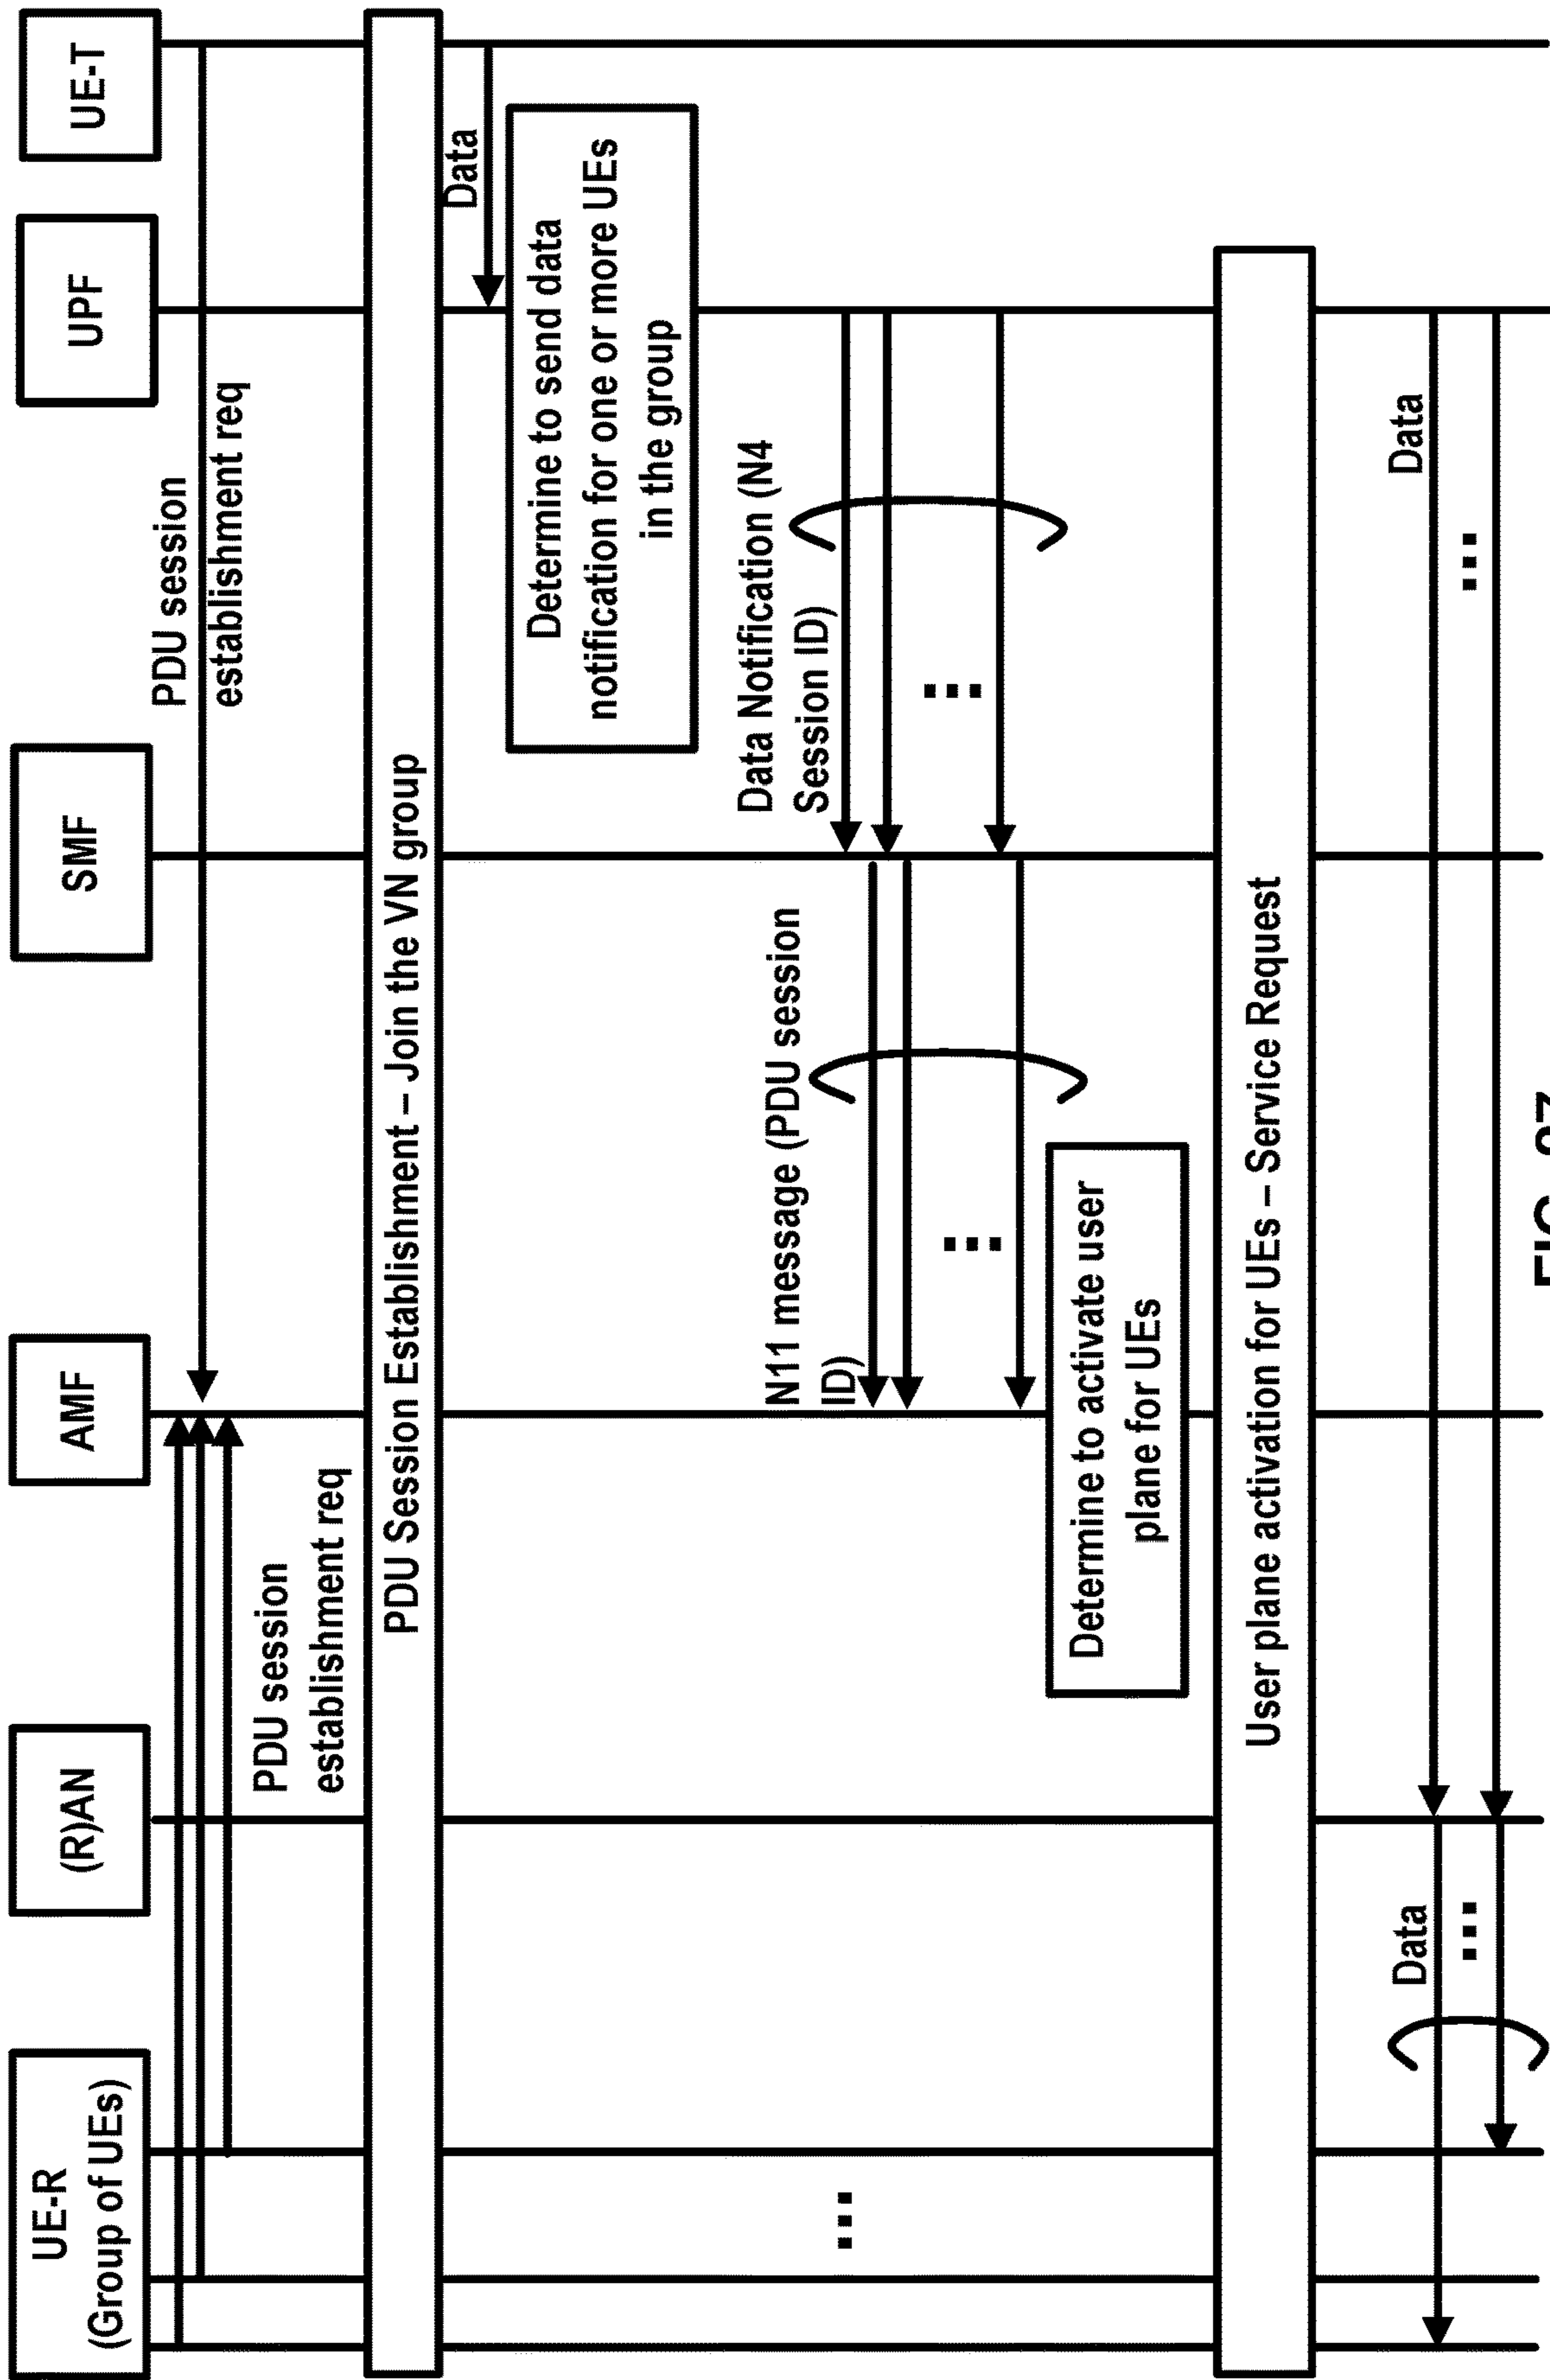 UE-R
(Group of UEs)
(R)AN
AMF
SMF
UPF
UE-T
PDU session
establishment req
PDU session
establishment req
PDU Session Establishment – Join the VN group
Data
Determine to send data
notification for one or more UEs
in the group
Data Notification (N4
Session ID)
N11 message (PDU session
ID)
Determine to activate user
plane for UEs
User plane activation for UEs – Service Request
Data
Data